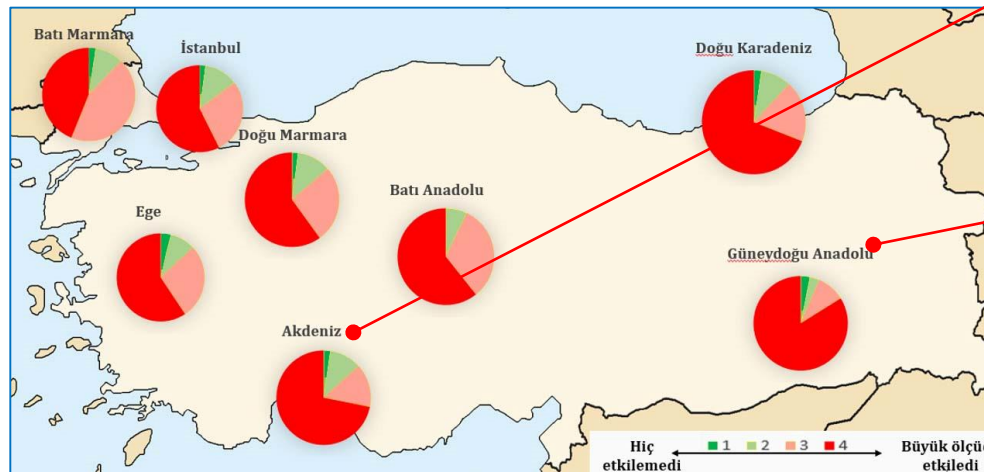 Batı Marmara
İstanbul
Doğu Karadeniz
Doğu Marmara
Batı Anadolu
Ege
Güneydoğu Anadolu
Akdeniz
Hiç etkilemedi
1 2 3 4
Büyük ölçüde etkiledi